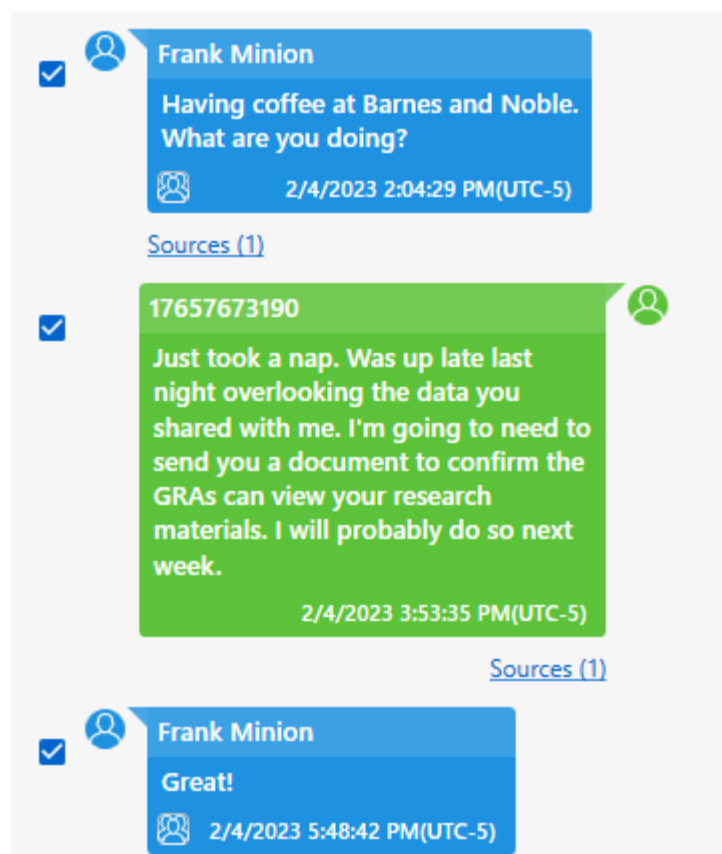 Frank Minion
Having coffee at Barnes and Noble.
What are you doing?
2/4/2023 2:04:29 PM(UTC-5)
Sources (1)
17657673190
Just took a nap. Was up late last
night overlooking the data you
shared with me. I'm going to need to
send you a document to confirm the
GRAs can view your research
materials. I will probably do so next
week.
2/4/2023 3:53:35 PM(UTC-5)
Sources (1)
Frank Minion
Great!
2/4/2023 5:48:42 PM(UTC-5)